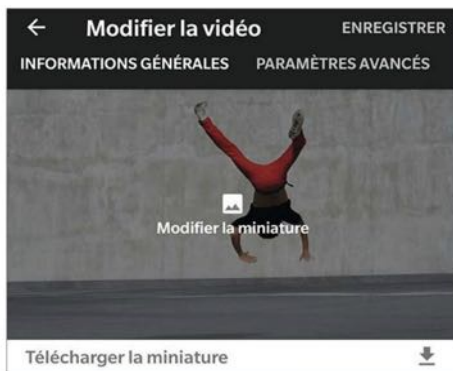 Modifier la vidéo ENREGISTRER
INFORMATIONS GÉNÉRALES PARAMÈTRES AVANCÉS
Modifier la miniature
Télécharger la miniature